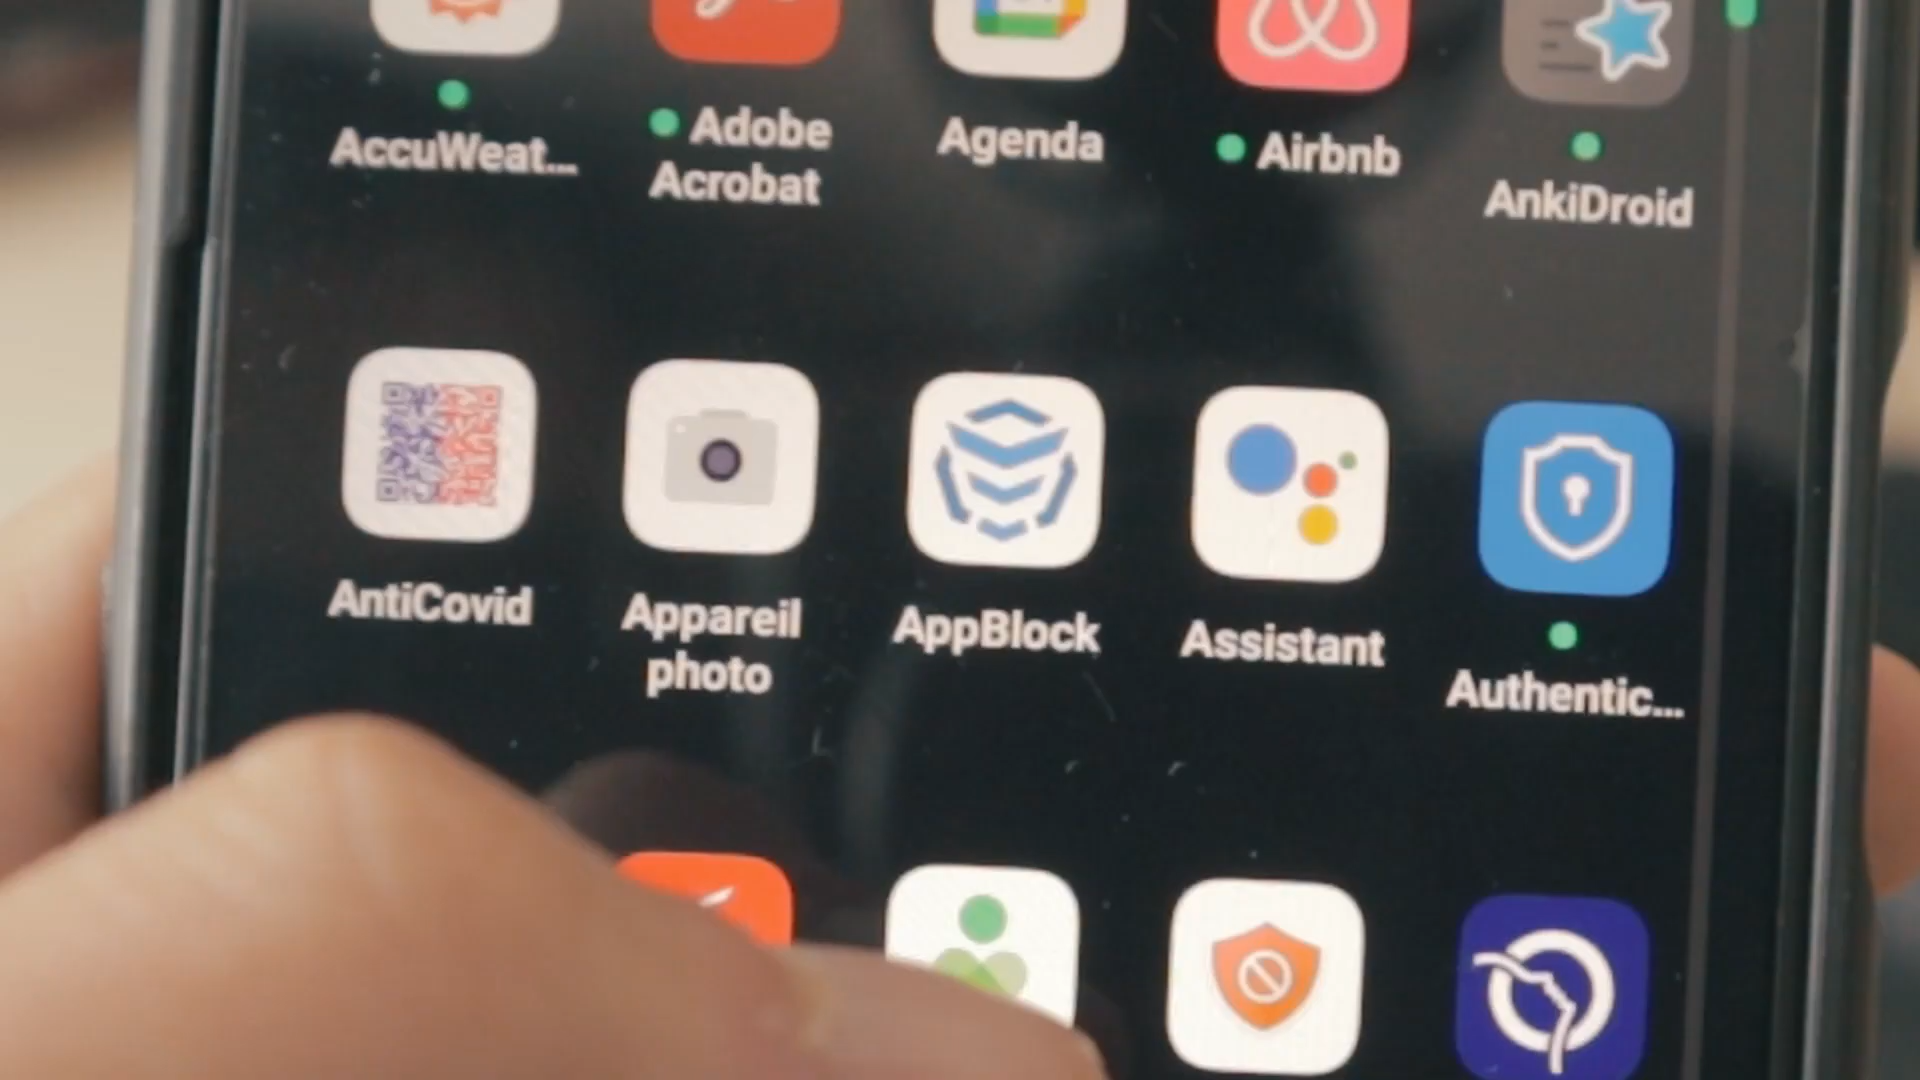 AccuWeat...
Adobe
Acrobat
Agenda
Airbnb
AnkiDroid
AntiCovid
Appareil
photo
AppBlock
Assistant
Authentic...